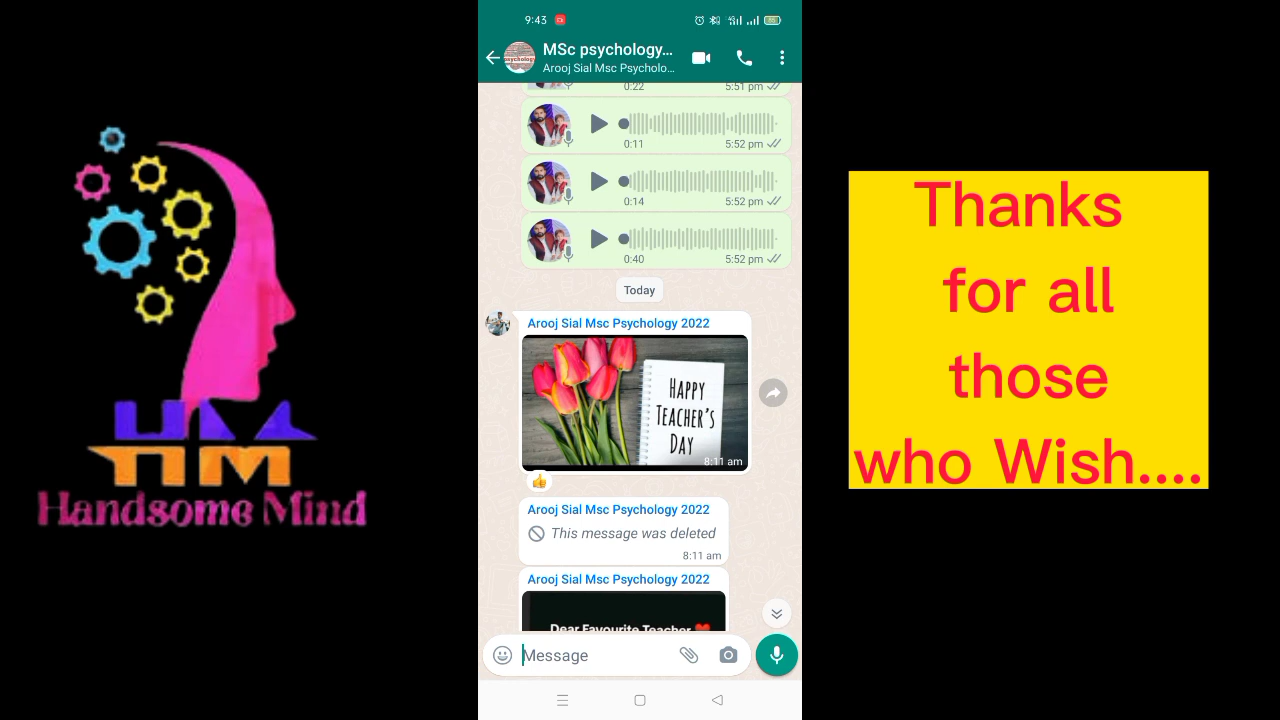 HM
Handsome Mind
9:43
MSc psychology...
Arooj Sial Msc Psycholo...
0:22 5:51 pm
0:11 5:52 pm
0:14 5:52 pm
0:40 5:52 pm
Today
Arooj Sial Msc Psychology 2022
HAPPY
TEACHER'S
DAY
8:11 am
Arooj Sial Msc Psychology 2022
This message was deleted
8:11 am
Arooj Sial Msc Psychology 2022
Dear Favourite Teacher
Message
Thanks
for all
those
who Wish....